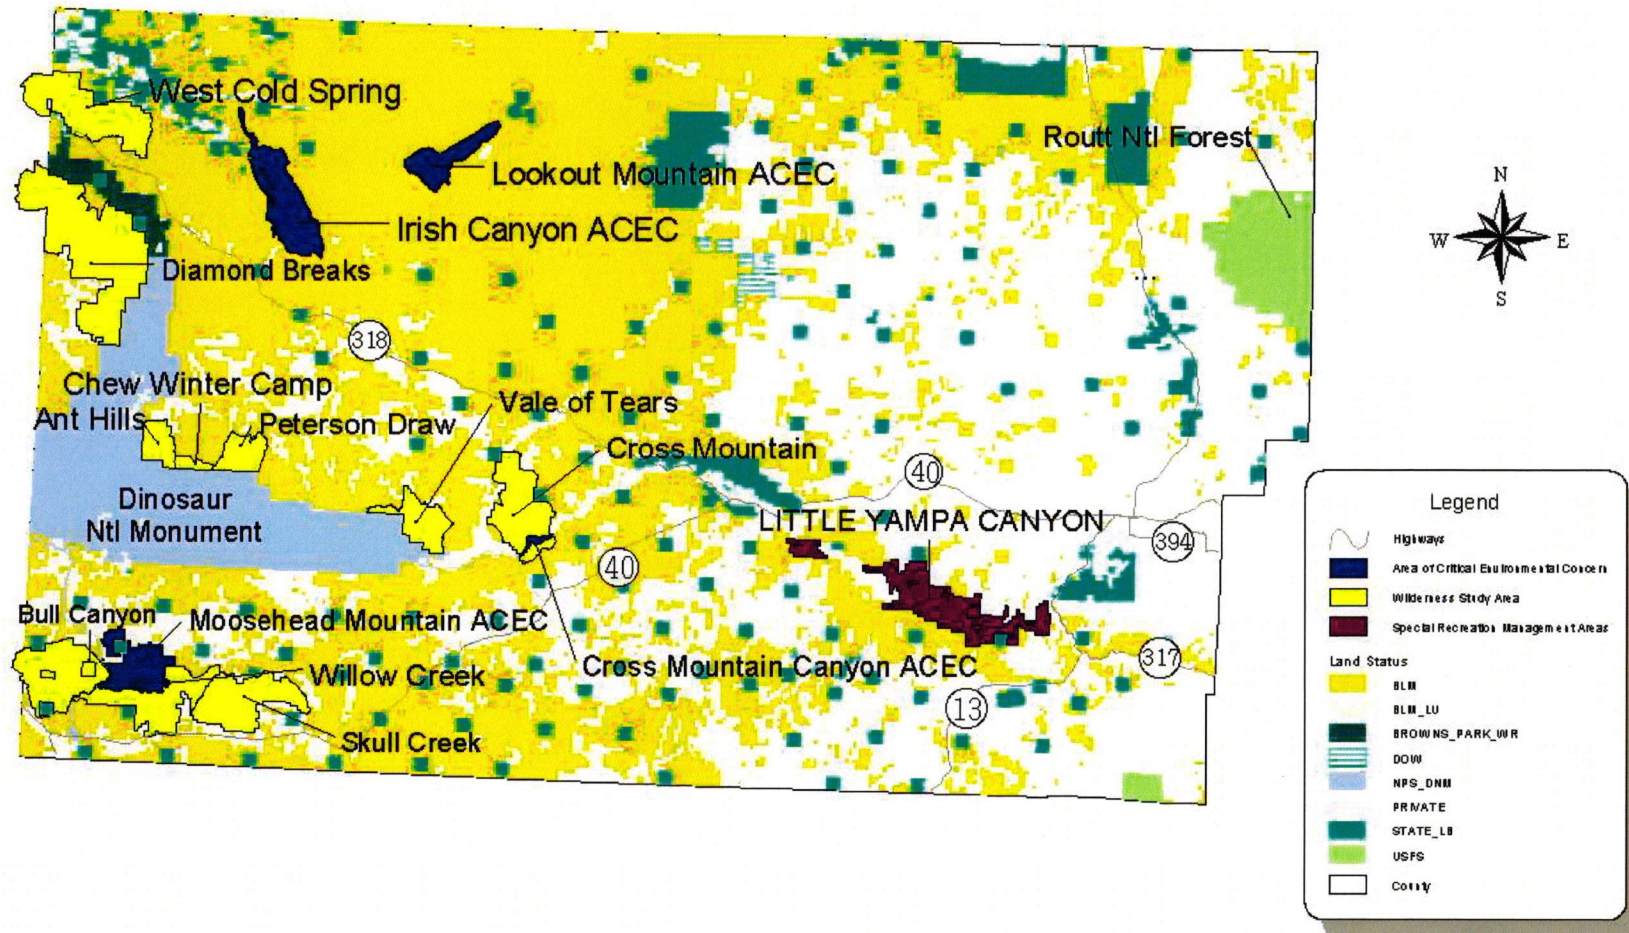 West Cold Spring
Routt Ntl Forest
Lookout Mountain ACEC
Irish Canyon ACEC
Diamond Breaks
N
W
E
S
318
Chew Winter Camp
Ant Hills
Peterson Draw
Vale of Tears
Cross Mountain
40
Dinosaur
Ntl Monument
LITTLE YAMPA CANYON
394
40
Bull Canyon
Moosehead Mountain ACEC
Willow Creek
Cross Mountain Canyon ACEC
317
13
Skull Creek
Legend
Highways
Area of Critical Environmental Concern
Wilderness Study Area
Special Recreation Management Areas
Land Status
BLM
BLM_LU
BROWNS_PARK_WR
DOW
NPS_DNM
PRIVATE
STATE_LB
USFS
County